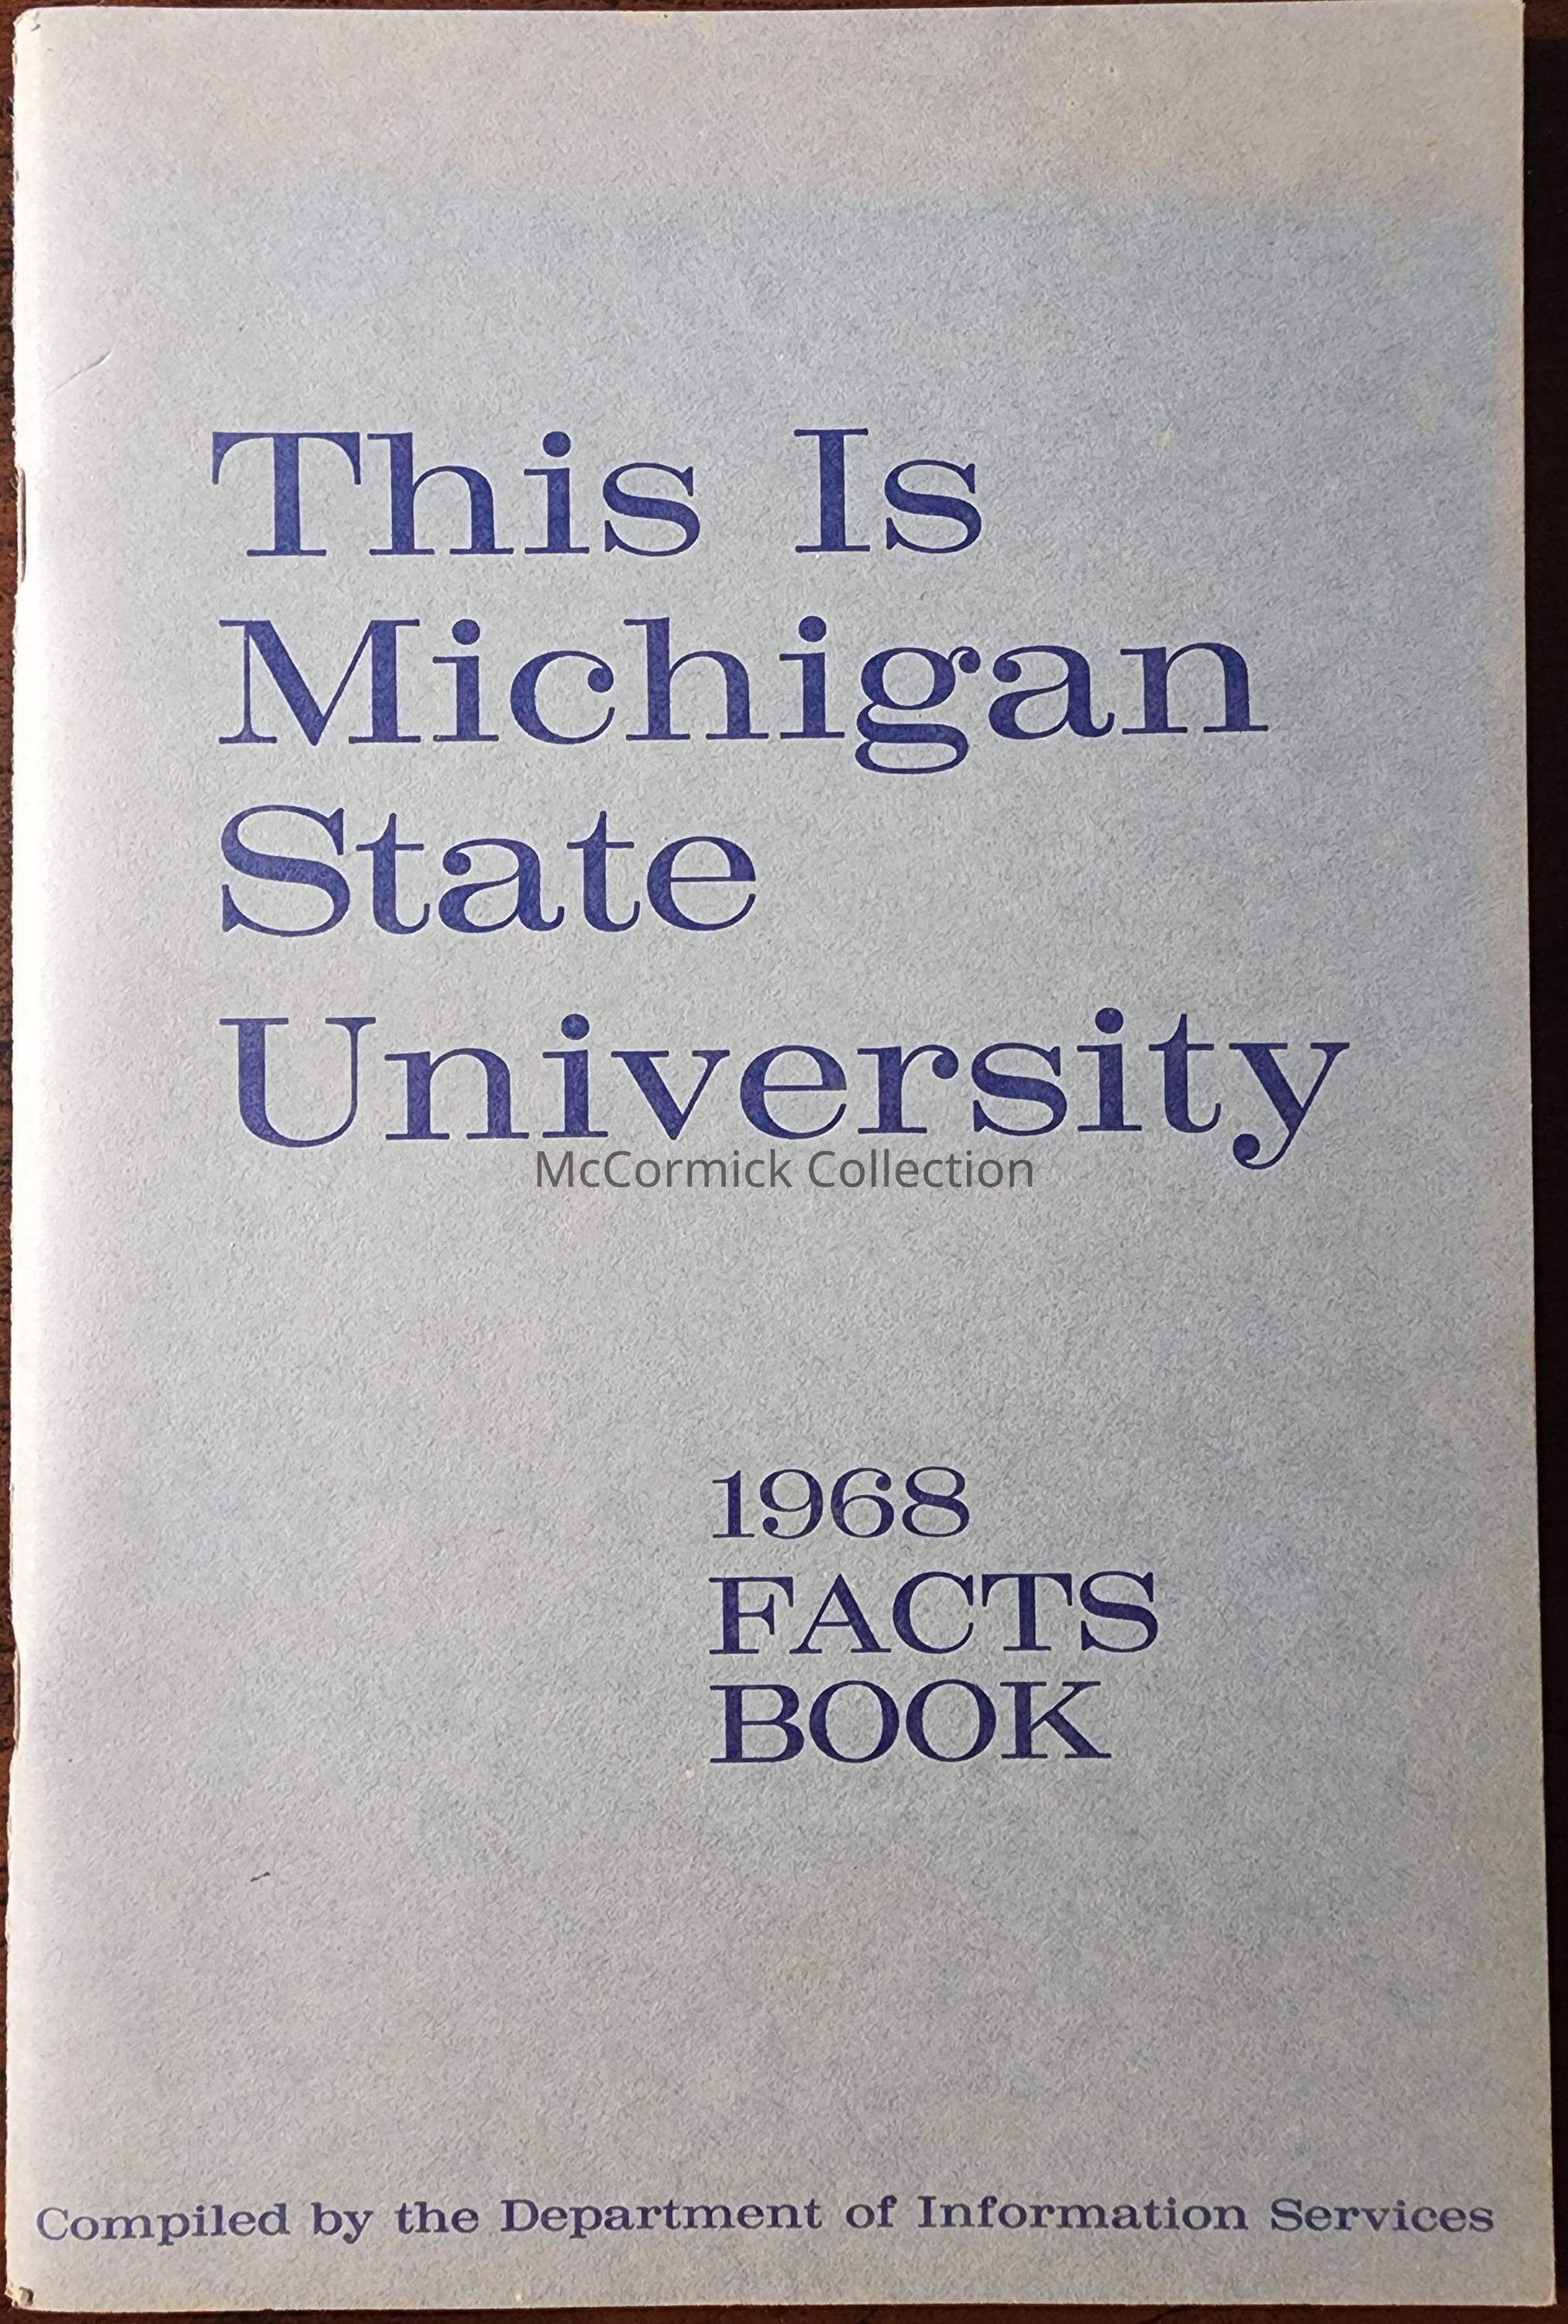 This Is
Michigan
State
University
McCormick Collection
1968
FACTS
BOOK
Compiled by the Department of Information Services